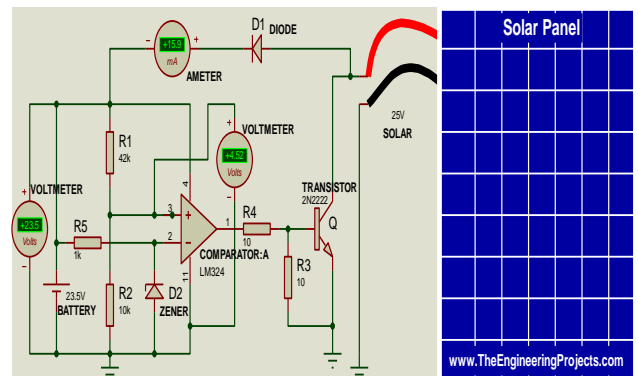 D1 DIODE
+15.9
mA
AMETER
Solar Panel
25V
SOLAR
R1
42k
VOLTMETER
+4.52
Volts
VOLTMETER
+23.5
Volts
TRANSISTOR
2N2222
Q
4
3
2
1
11
R5
1k
R4
10
COMPARATOR:A
LM324
R3
10
23.5V
BATTERY
R2
10k
D2
ZENER
www.TheEngineeringProjects.com